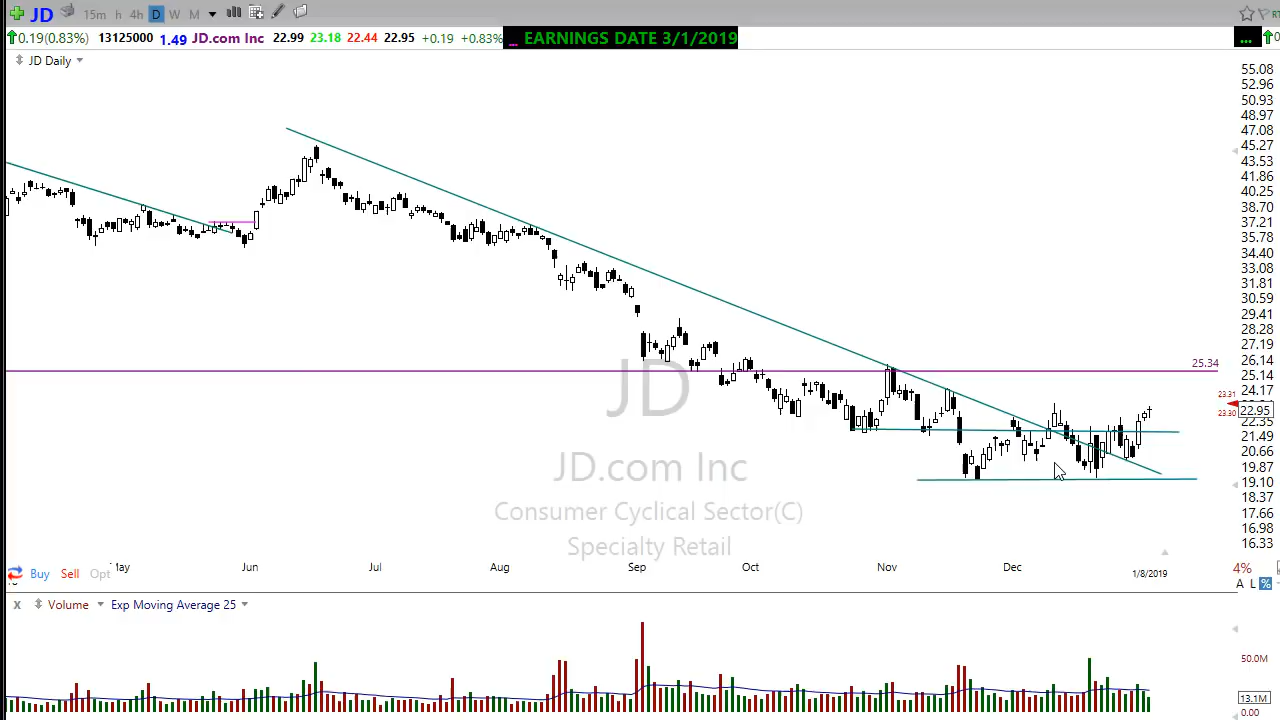 JD 15m h 4h D W M
0.19(0.83%) 13125000 1.49 JD.com Inc 22.99 23.18 22.44 22.95 +0.19 +0.83% ... EARNINGS DATE 3/1/2019 ...
JD Daily
55.08
52.96
50.93
48.97
47.08
45.27
43.53
41.86
40.25
38.70
37.21
35.78
34.40
33.08
31.81
30.59
29.41
28.28
27.19
26.14
25.34
25.14
24.17
23.31
23.30
22.95
22.35
21.49
20.66
19.87
19.10
18.37
17.66
16.98
16.33
JD
JD.com Inc
Consumer Cyclical Sector(C)
Specialty Retail
May Jun Jul Aug Sep Oct Nov Dec 1/8/2019
Buy Sell Opt
4%
A L %
X Volume Exp Moving Average 25
50.0M
13.1M
0.00